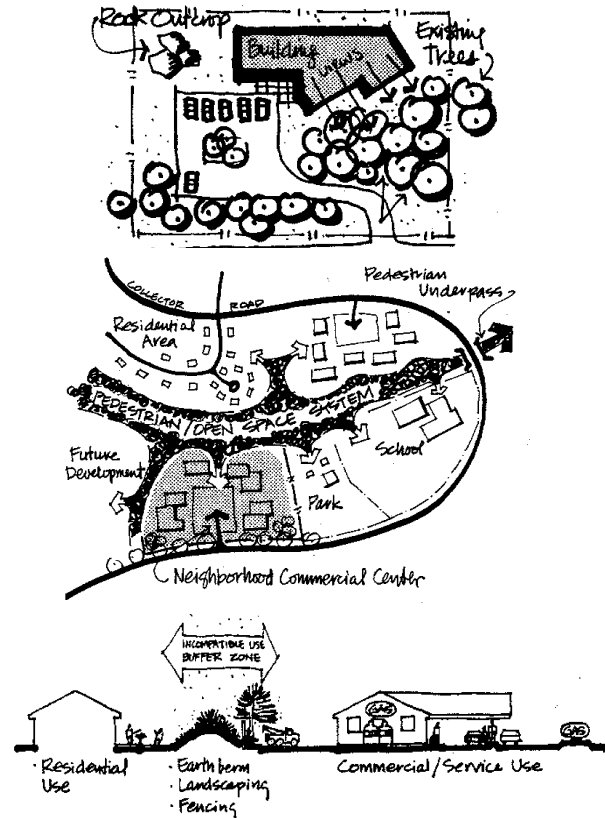 Rock Outcrop
Building
VIEWS
Existing
Trees
Pedestrian
Underpass
COLLECTOR ROAD
Residential
Area
PEDESTRIAN/OPEN SPACE SYSTEM
School
Future
Development
Park
Neighborhood Commercial Center
INCOMPATIBLE USE
BUFFER ZONE
GAS
GAS
· Residential
Use
· Earth berm
· Landscaping
· Fencing
Commercial/Service Use